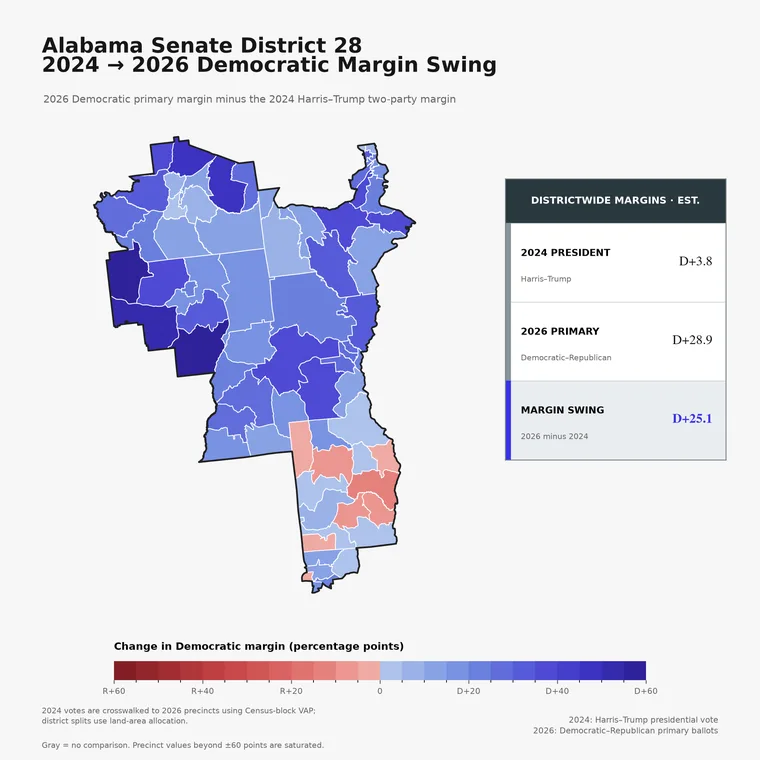 Alabama Senate District 28
2024 → 2026 Democratic Margin Swing
2026 Democratic primary margin minus the 2024 Harris–Trump two-party margin
DISTRICTWIDE MARGINS · EST.
2024 PRESIDENT
D+3.8
Harris–Trump
2026 PRIMARY
D+28.9
Democratic–Republican
MARGIN SWING
D+25.1
2026 minus 2024
Change in Democratic margin (percentage points)
R+60 R+40 R+20 0 D+20 D+40 D+60
2024 votes are crosswalked to 2026 precincts using Census-block VAP;
district splits use land-area allocation.
2024: Harris–Trump presidential vote
2026: Democratic–Republican primary ballots
Gray = no comparison. Precinct values beyond ±60 points are saturated.